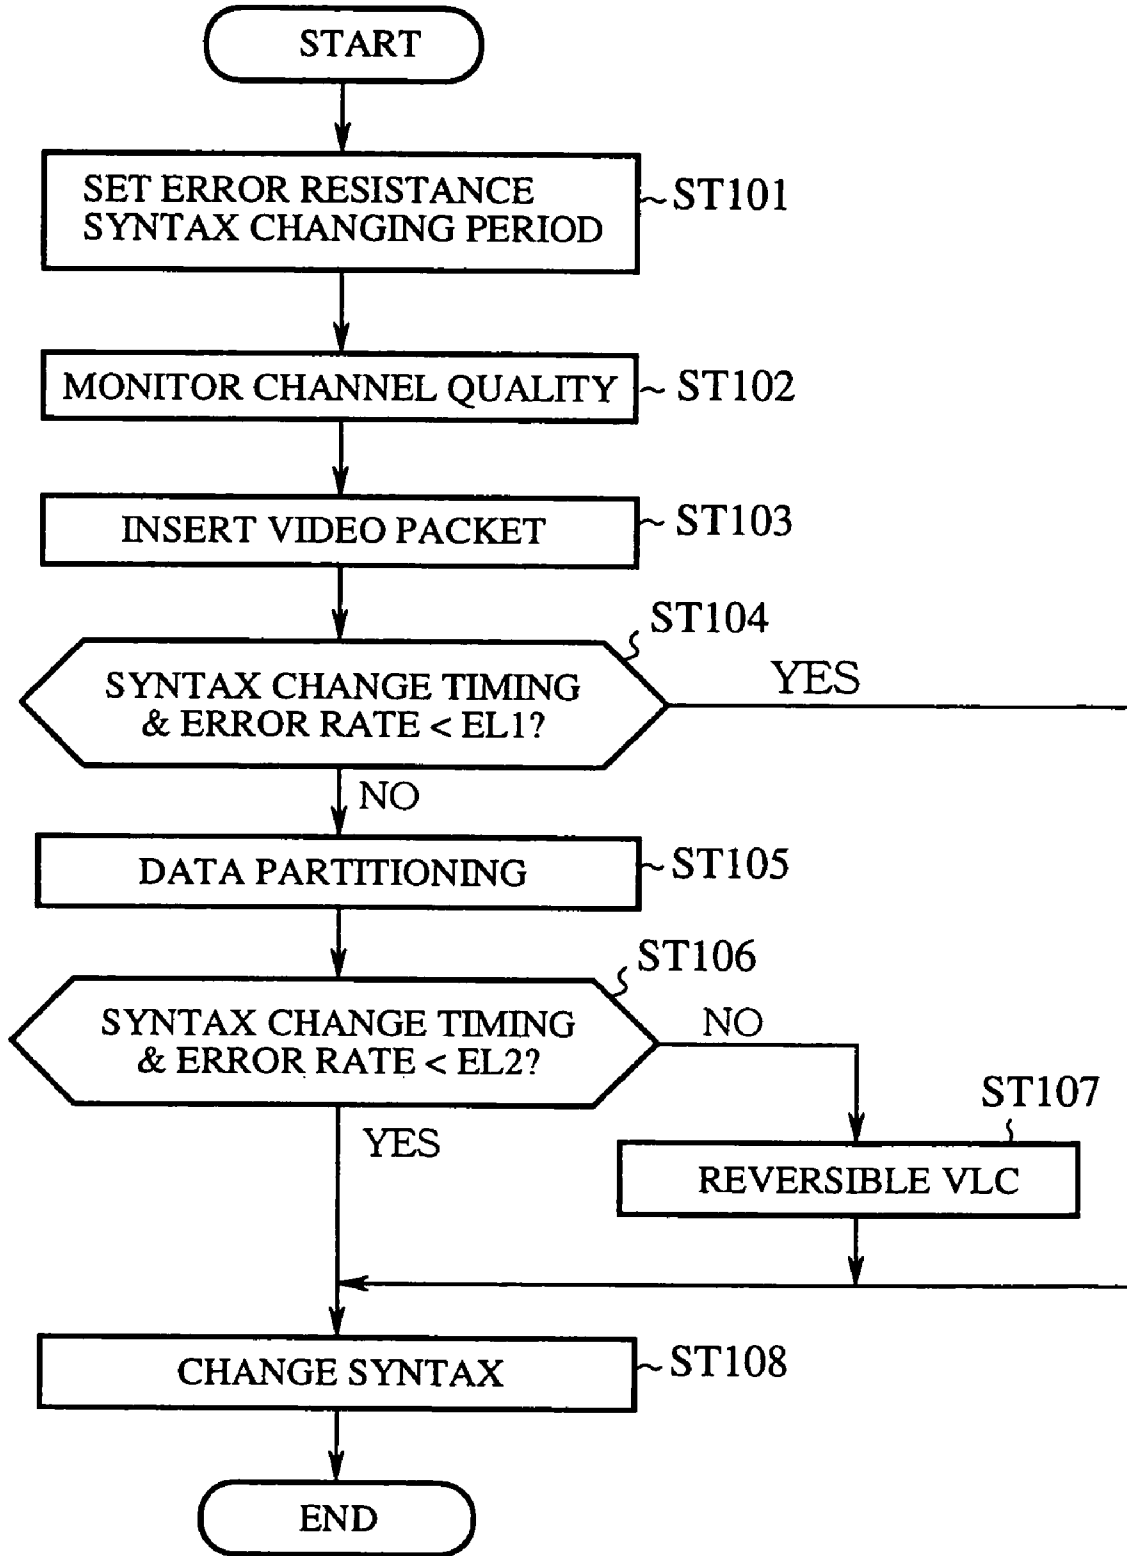 START
SET ERROR RESISTANCE
SYNTAX CHANGING PERIOD
ST101
MONITOR CHANNEL QUALITY
ST102
INSERT VIDEO PACKET
ST103
ST104
SYNTAX CHANGE TIMING
& ERROR RATE < EL1?
YES
NO
DATA PARTITIONING
ST105
ST106
SYNTAX CHANGE TIMING
& ERROR RATE < EL2?
NO
YES
ST107
REVERSIBLE VLC
CHANGE SYNTAX
ST108
END